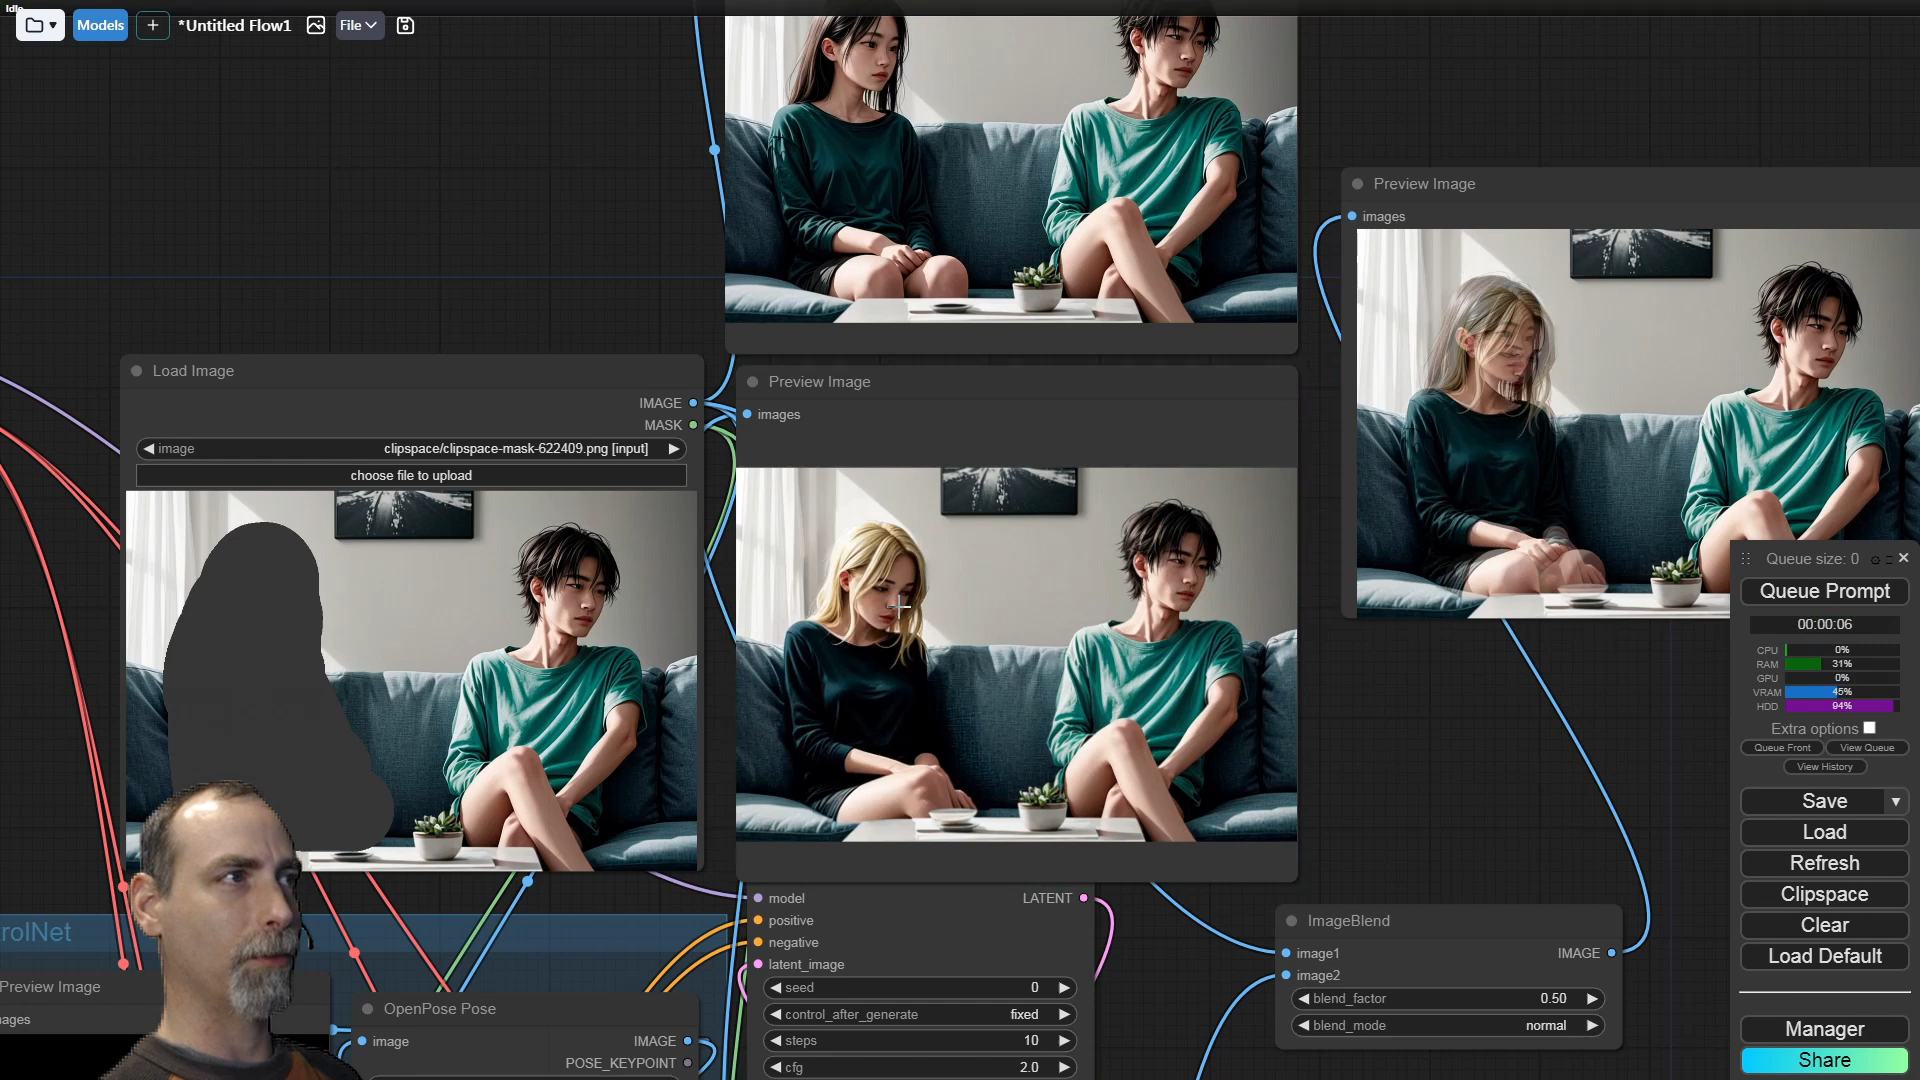 Idle
Models
+
*Untitled Flow1
File
Preview Image
images
Load Image
IMAGE
MASK
image
clipspace/clipspace-mask-622409.png [input]
choose file to upload
Preview Image
images
Queue size: 0
Queue Prompt
00:00:06
CPU 0%
RAM 31%
GPU 0%
VRAM 45%
HDD 94%
Extra options
Queue Front
View Queue
View History
Save
Load
Refresh
Clipspace
Clear
Load Default
Manager
Share
rolNet
Preview Image
ages
OpenPose Pose
image
IMAGE
POSE_KEYPOINT
model
LATENT
positive
negative
latent_image
seed 0
control_after_generate fixed
steps 10
cfg 2.0
ImageBlend
image1
IMAGE
image2
blend_factor 0.50
blend_mode normal